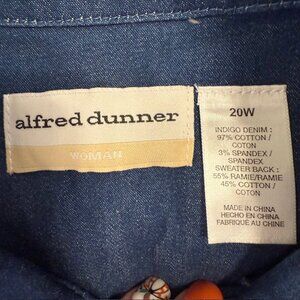 alfred dunner
WOMAN
20W
INDIGO DENIM :
97% COTTON /
COTON
3% SPANDEX /
SPANDEX
SWEATER BACK :
55% RAMIE/RAMIE
45% COTTON /
COTON
MADE IN CHINA
HECHO EN CHINA
FABRIQUÉ AU CHINE